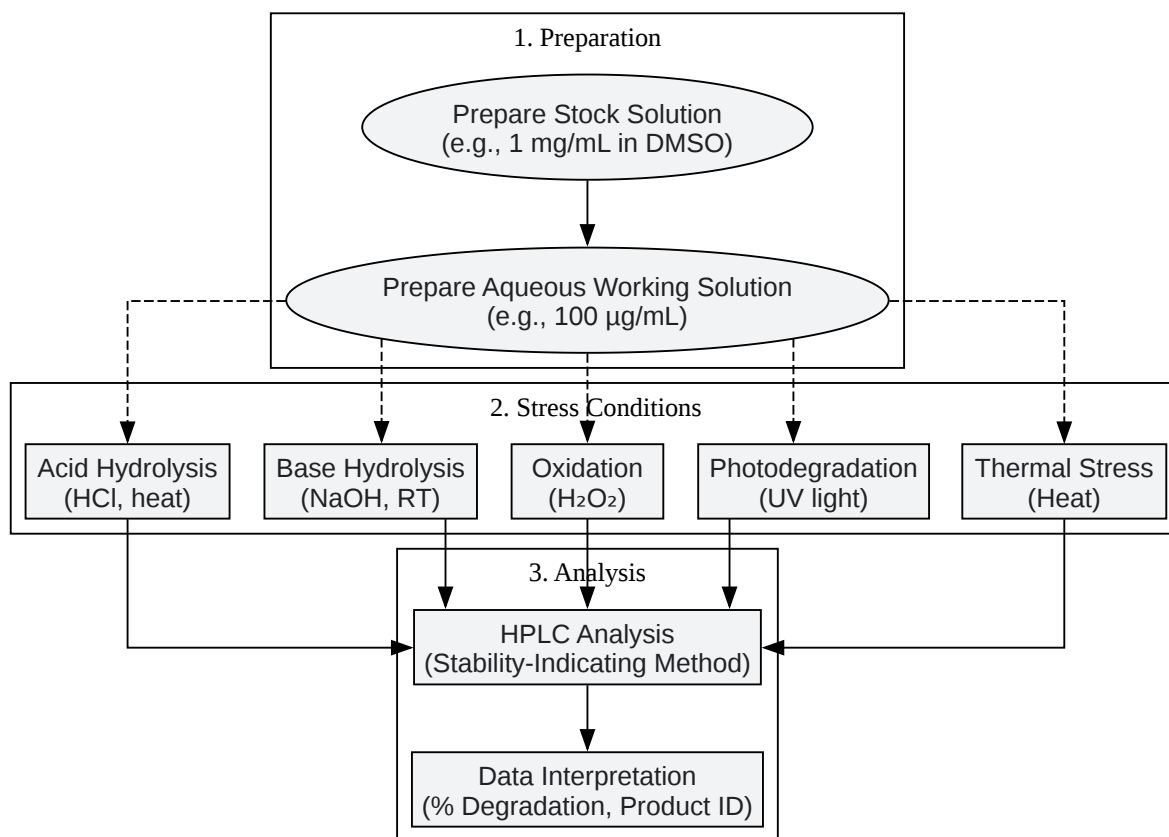 1. Preparation
Prepare Stock Solution
(e.g., 1 mg/mL in DMSO)
Prepare Aqueous Working Solution
(e.g., 100 µg/mL)
2. Stress Conditions
Acid Hydrolysis
(HCl, heat)
Base Hydrolysis
(NaOH, RT)
Oxidation
(H₂O₂)
Photodegradation
(UV light)
Thermal Stress
(Heat)
3. Analysis
HPLC Analysis
(Stability-Indicating Method)
Data Interpretation
(% Degradation, Product ID)